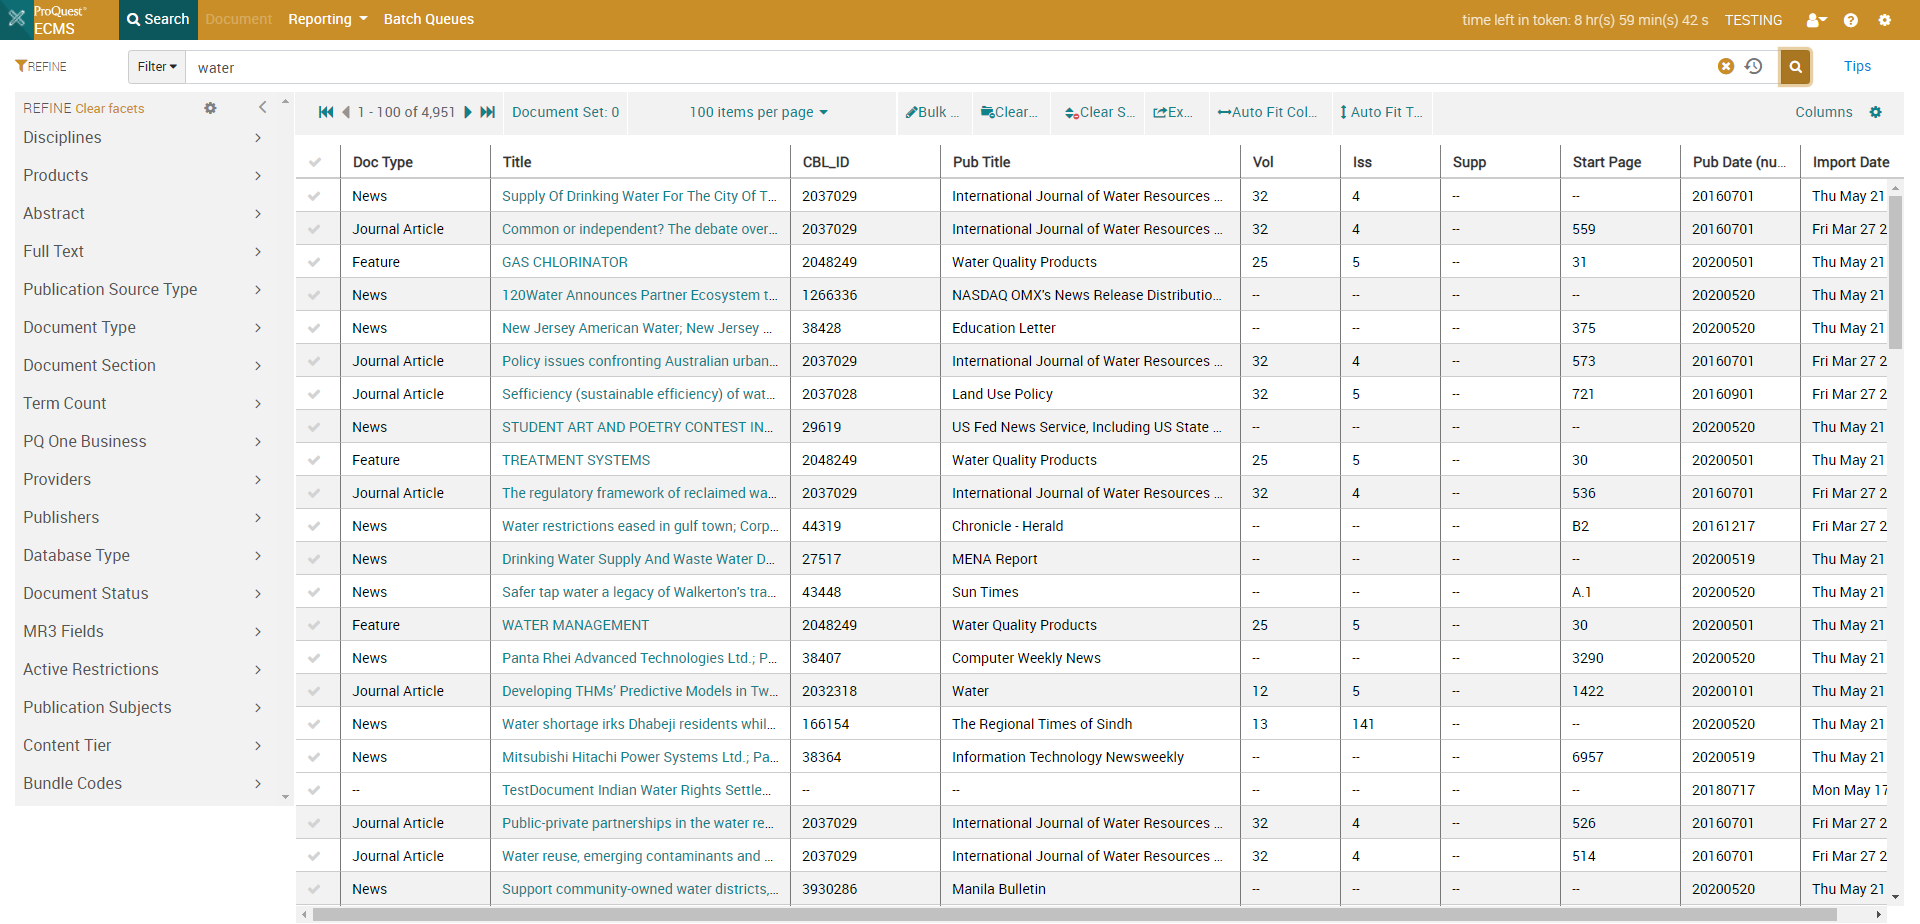 ProQuest®
ECMS
Search Document Reporting Batch Queues time left in token: 8 hr(s) 59 min(s) 42 s TESTING
REFINE Filter water Tips
REFINE Clear facets
Disciplines
Products
Abstract
Full Text
Publication Source Type
Document Type
Document Section
Term Count
PQ One Business
Providers
Publishers
Database Type
Document Status
MR3 Fields
Active Restrictions
Publication Subjects
Content Tier
Bundle Codes
1 - 100 of 4,951 Document Set: 0 100 items per page Bulk ... Clear... Clear S... Ex... Auto Fit Col... Auto Fit T... Columns
Doc Type Title CBL_ID Pub Title Vol Iss Supp Start Page Pub Date (nu... Import Date
News Supply Of Drinking Water For The City Of T... 2037029 International Journal of Water Resources ... 32 4 -- -- 20160701 Thu May 21
Journal Article Common or independent? The debate over... 2037029 International Journal of Water Resources ... 32 4 -- 559 20160701 Fri Mar 27 2
Feature GAS CHLORINATOR 2048249 Water Quality Products 25 5 -- 31 20200501 Thu May 21
News 120Water Announces Partner Ecosystem t... 1266336 NASDAQ OMX's News Release Distributio... -- -- -- -- 20200520 Thu May 21
News New Jersey American Water; New Jersey ... 38428 Education Letter -- -- -- 375 20200520 Thu May 21
Journal Article Policy issues confronting Australian urban... 2037029 International Journal of Water Resources ... 32 4 -- 573 20160701 Fri Mar 27 2
Journal Article Sefficiency (sustainable efficiency) of wat... 2037028 Land Use Policy 32 5 -- 721 20160901 Fri Mar 27 2
News STUDENT ART AND POETRY CONTEST IN... 29619 US Fed News Service, Including US State ... -- -- -- -- 20200520 Thu May 21
Feature TREATMENT SYSTEMS 2048249 Water Quality Products 25 5 -- 30 20200501 Thu May 21
Journal Article The regulatory framework of reclaimed wa... 2037029 International Journal of Water Resources ... 32 4 -- 536 20160701 Fri Mar 27 2
News Water restrictions eased in gulf town; Corp... 44319 Chronicle - Herald -- -- -- B2 20161217 Fri Mar 27 2
News Drinking Water Supply And Waste Water D... 27517 MENA Report -- -- -- -- 20200519 Thu May 21
News Safer tap water a legacy of Walkerton's tra... 43448 Sun Times -- -- -- A.1 20200520 Thu May 21
Feature WATER MANAGEMENT 2048249 Water Quality Products 25 5 -- 30 20200501 Thu May 21
News Panta Rhei Advanced Technologies Ltd.; P... 38407 Computer Weekly News -- -- -- 3290 20200520 Thu May 21
Journal Article Developing THMs' Predictive Models in Tw... 2032318 Water 12 5 -- 1422 20200101 Thu May 21
News Water shortage irks Dhabeji residents whil... 166154 The Regional Times of Sindh 13 141 -- -- 20200520 Thu May 21
News Mitsubishi Hitachi Power Systems Ltd.; Pa... 38364 Information Technology Newsweekly -- -- -- 6957 20200519 Thu May 21
-- TestDocument Indian Water Rights Settle... -- -- -- -- -- -- 20180717 Mon May 17
Journal Article Public-private partnerships in the water re... 2037029 International Journal of Water Resources ... 32 4 -- 526 20160701 Fri Mar 27 2
Journal Article Water reuse, emerging contaminants and ... 2037029 International Journal of Water Resources ... 32 4 -- 514 20160701 Fri Mar 27 2
News Support community-owned water districts,... 3930286 Manila Bulletin -- -- -- -- 20200520 Thu May 21